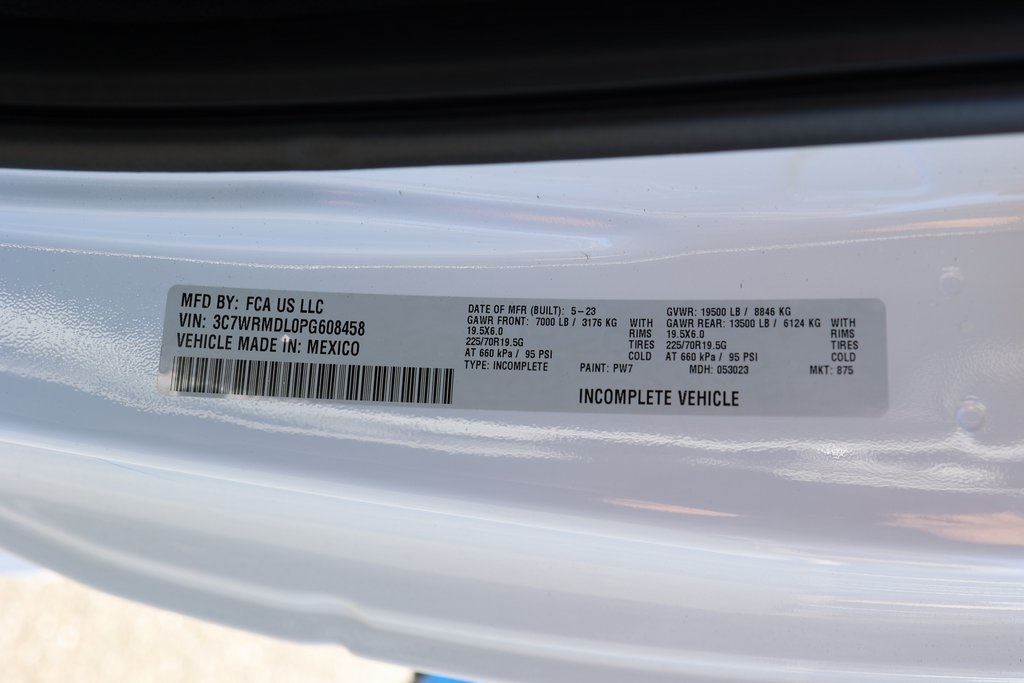 MFD BY: FCA US LLC
VIN: 3C7WRMDL0PG608458
VEHICLE MADE IN: MEXICO
DATE OF MFR (BUILT): 5-23
GAWR FRONT: 7000 LB / 3176 KG WITH
19.5X6.0 RIMS
225/70R19.5G TIRES
AT 660 kPa / 95 PSI COLD
TYPE: INCOMPLETE
GVWR: 19500 LB / 8846 KG
GAWR REAR: 13500 LB / 6124 KG WITH
19.5X6.0 RIMS
225/70R19.5G TIRES
AT 660 kPa / 95 PSI COLD
PAINT: PW7 MDH: 053023 MKT: 875
INCOMPLETE VEHICLE